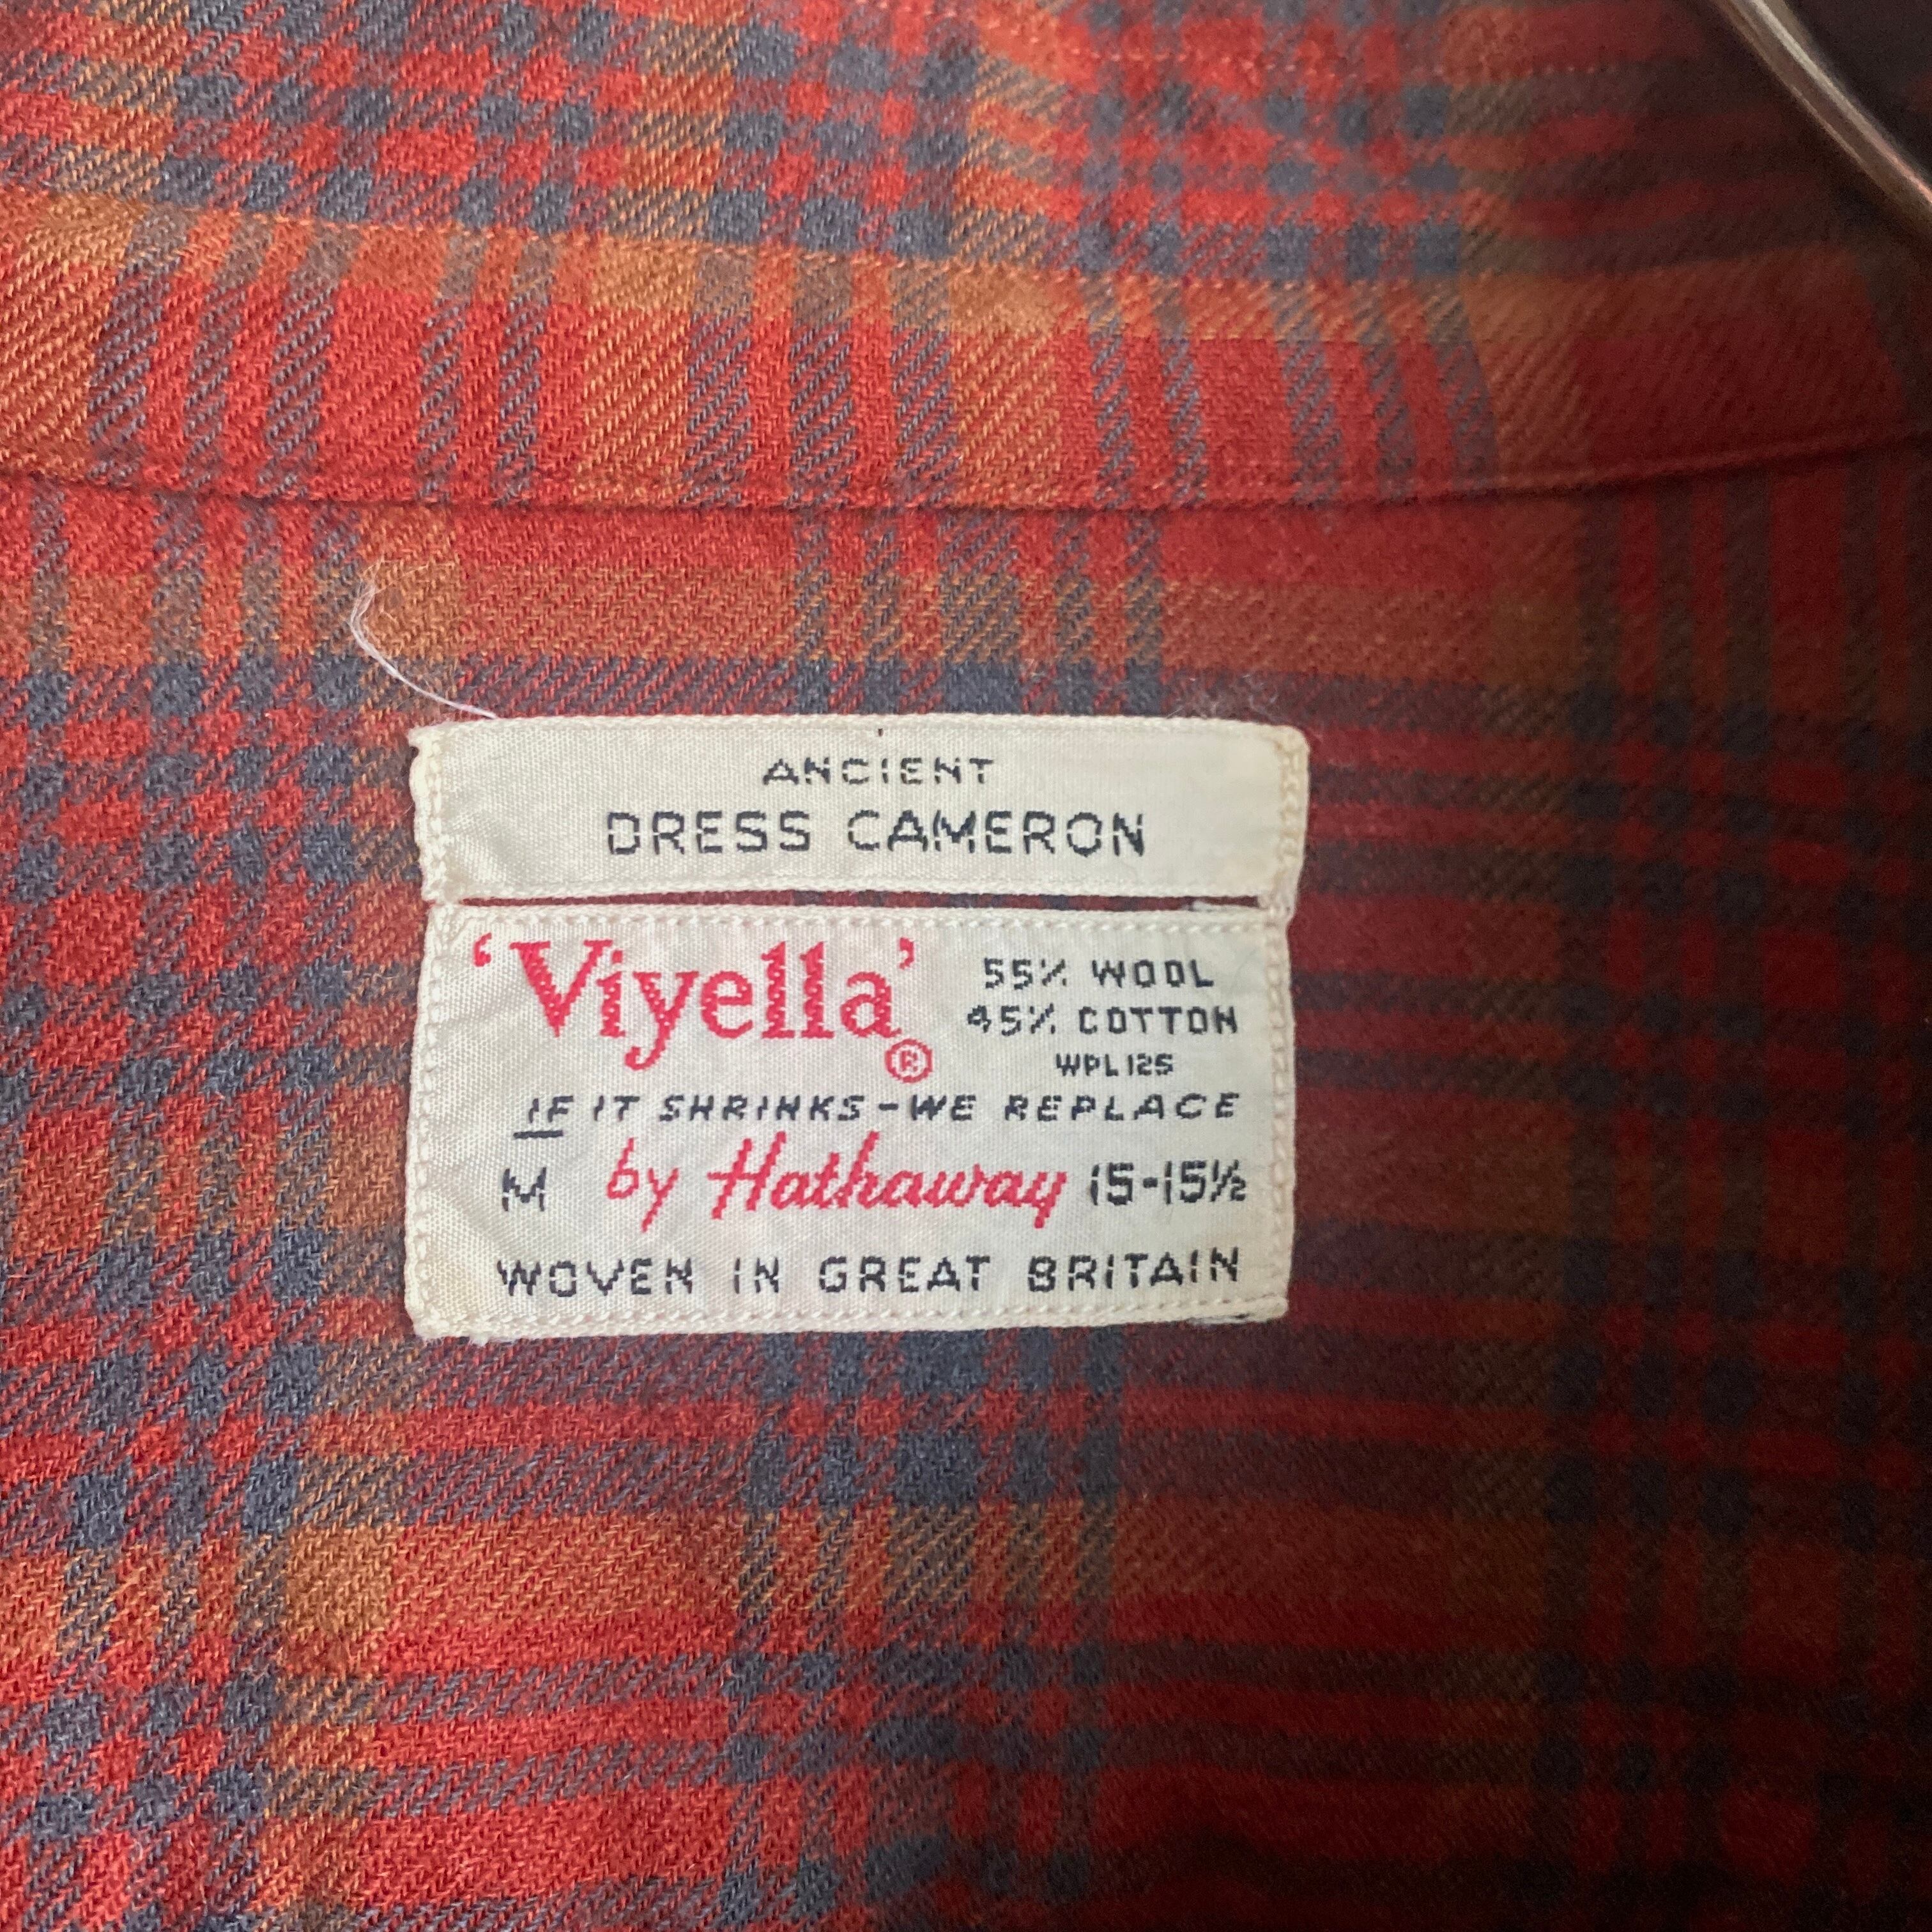 ANCIENT
DRESS CAMERON
‘Viyella’® 55% WOOL
45% COTTON
WPL 125
IF IT SHRINKS-WE REPLACE
M by Hathaway 15-15½
WOVEN IN GREAT BRITAIN